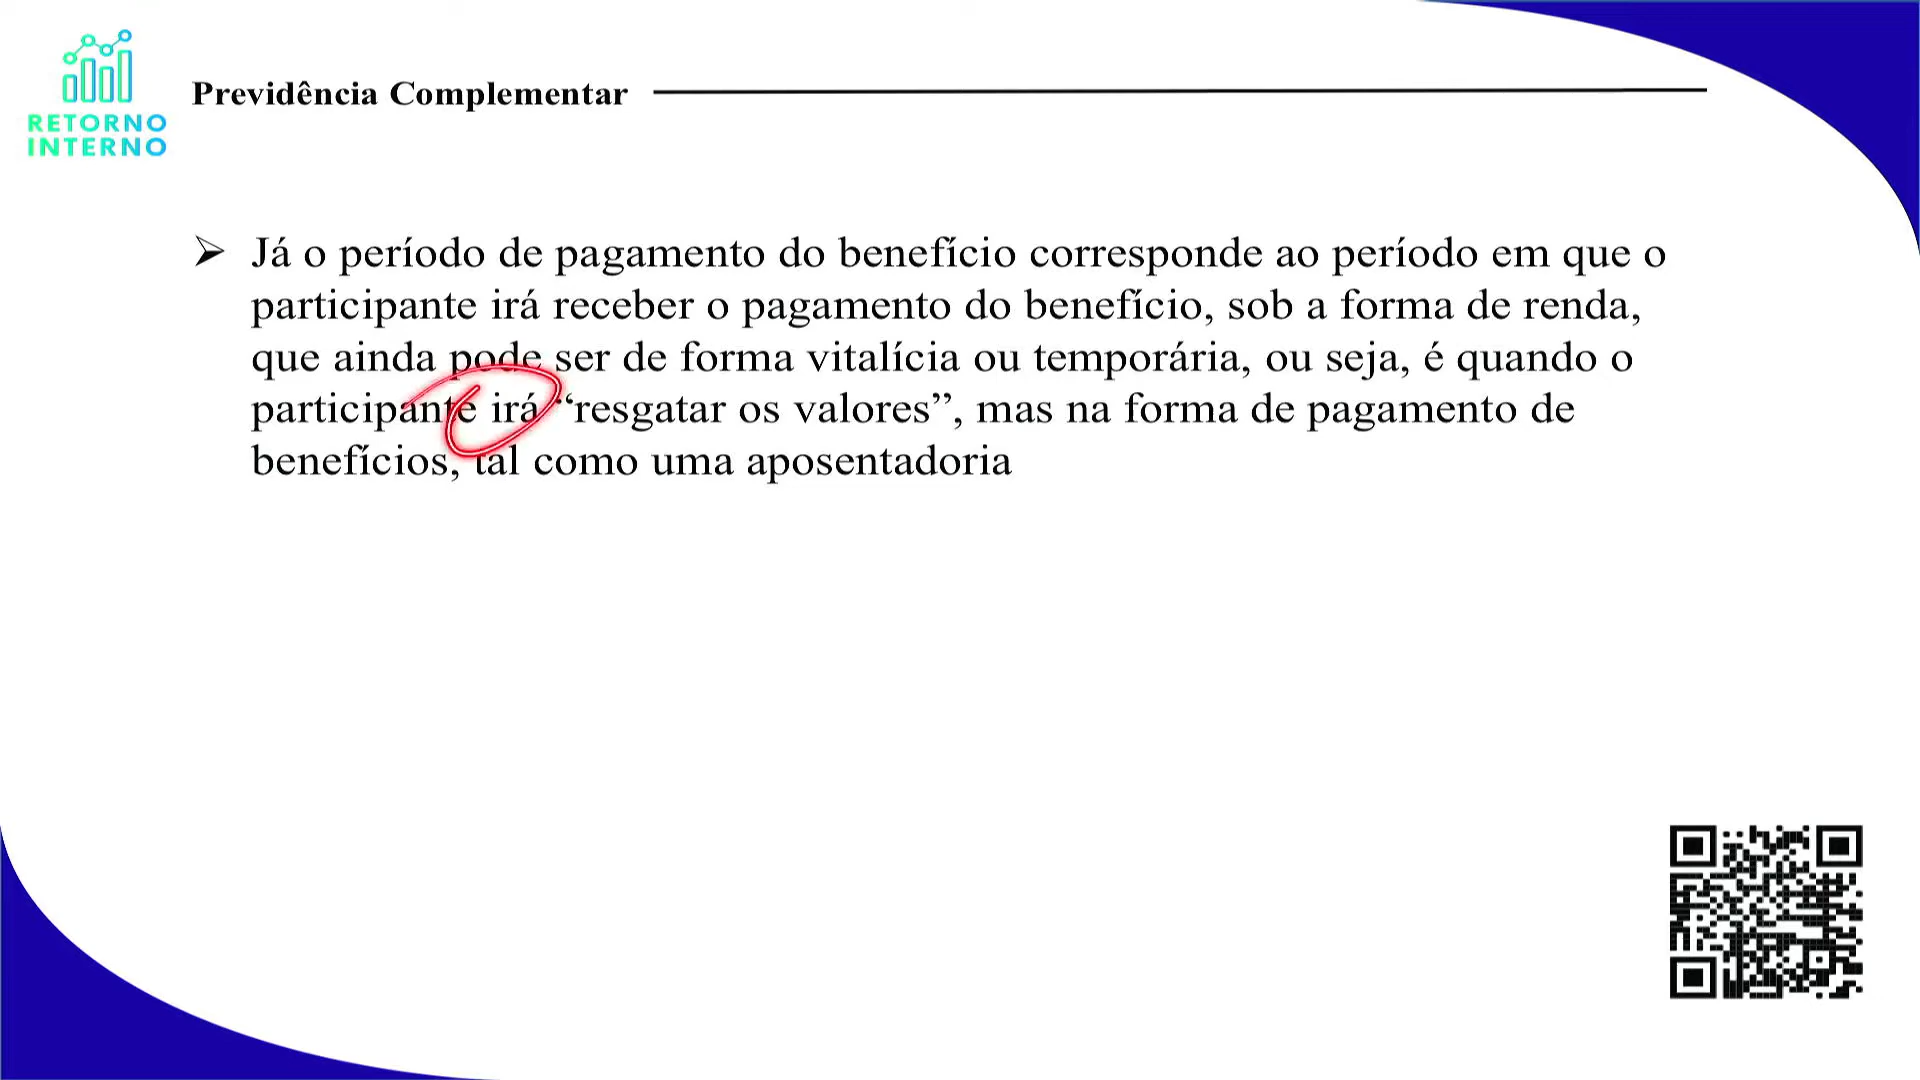 RETORNO
INTERNO
Previdência Complementar
Já o período de pagamento do benefício corresponde ao período em que o
participante irá receber o pagamento do benefício, sob a forma de renda,
que ainda pode ser de forma vitalícia ou temporária, ou seja, é quando o
participante irá “resgatar os valores”, mas na forma de pagamento de
benefícios, tal como uma aposentadoria